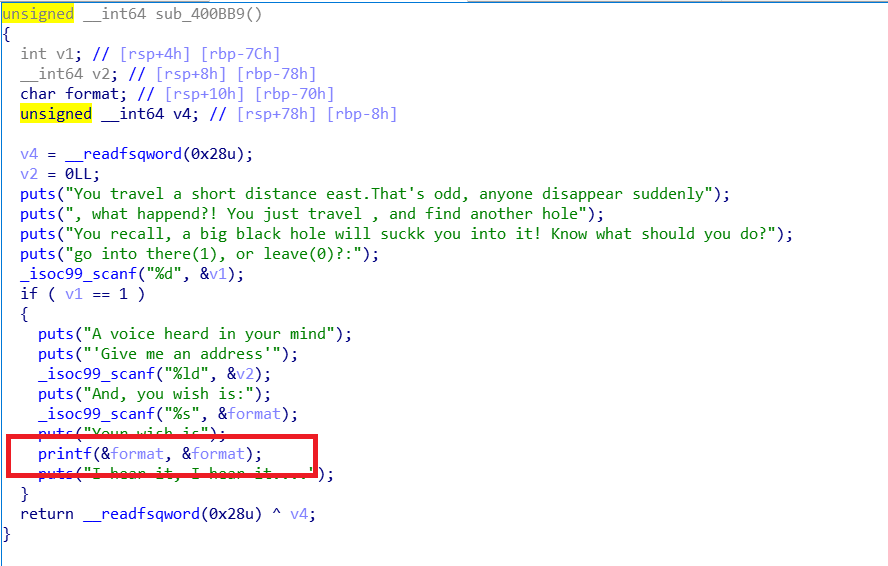 unsigned __int64 sub_400BB9()
{
int v1; // [rsp+4h] [rbp-7Ch]
__int64 v2; // [rsp+8h] [rbp-78h]
char format; // [rsp+10h] [rbp-70h]
unsigned __int64 v4; // [rsp+78h] [rbp-8h]
v4 = __readfsqword(0x28u);
v2 = 0LL;
puts("You travel a short distance east.That's odd, anyone disappear suddenly");
puts(", what happend?! You just travel , and find another hole");
puts("You recall, a big black hole will suckk you into it! Know what should you do?");
puts("go into there(1), or leave(0)?:");
_isoc99_scanf("%d", &v1);
if ( v1 == 1 )
{
puts("A voice heard in your mind");
puts("'Give me an address'");
_isoc99_scanf("%ld", &v2);
puts("And, you wish is:");
_isoc99_scanf("%s", &format);
puts("Your wish is");
printf(&format, &format);
puts("I hear it, I hear it....");
}
return __readfsqword(0x28u) ^ v4;
}